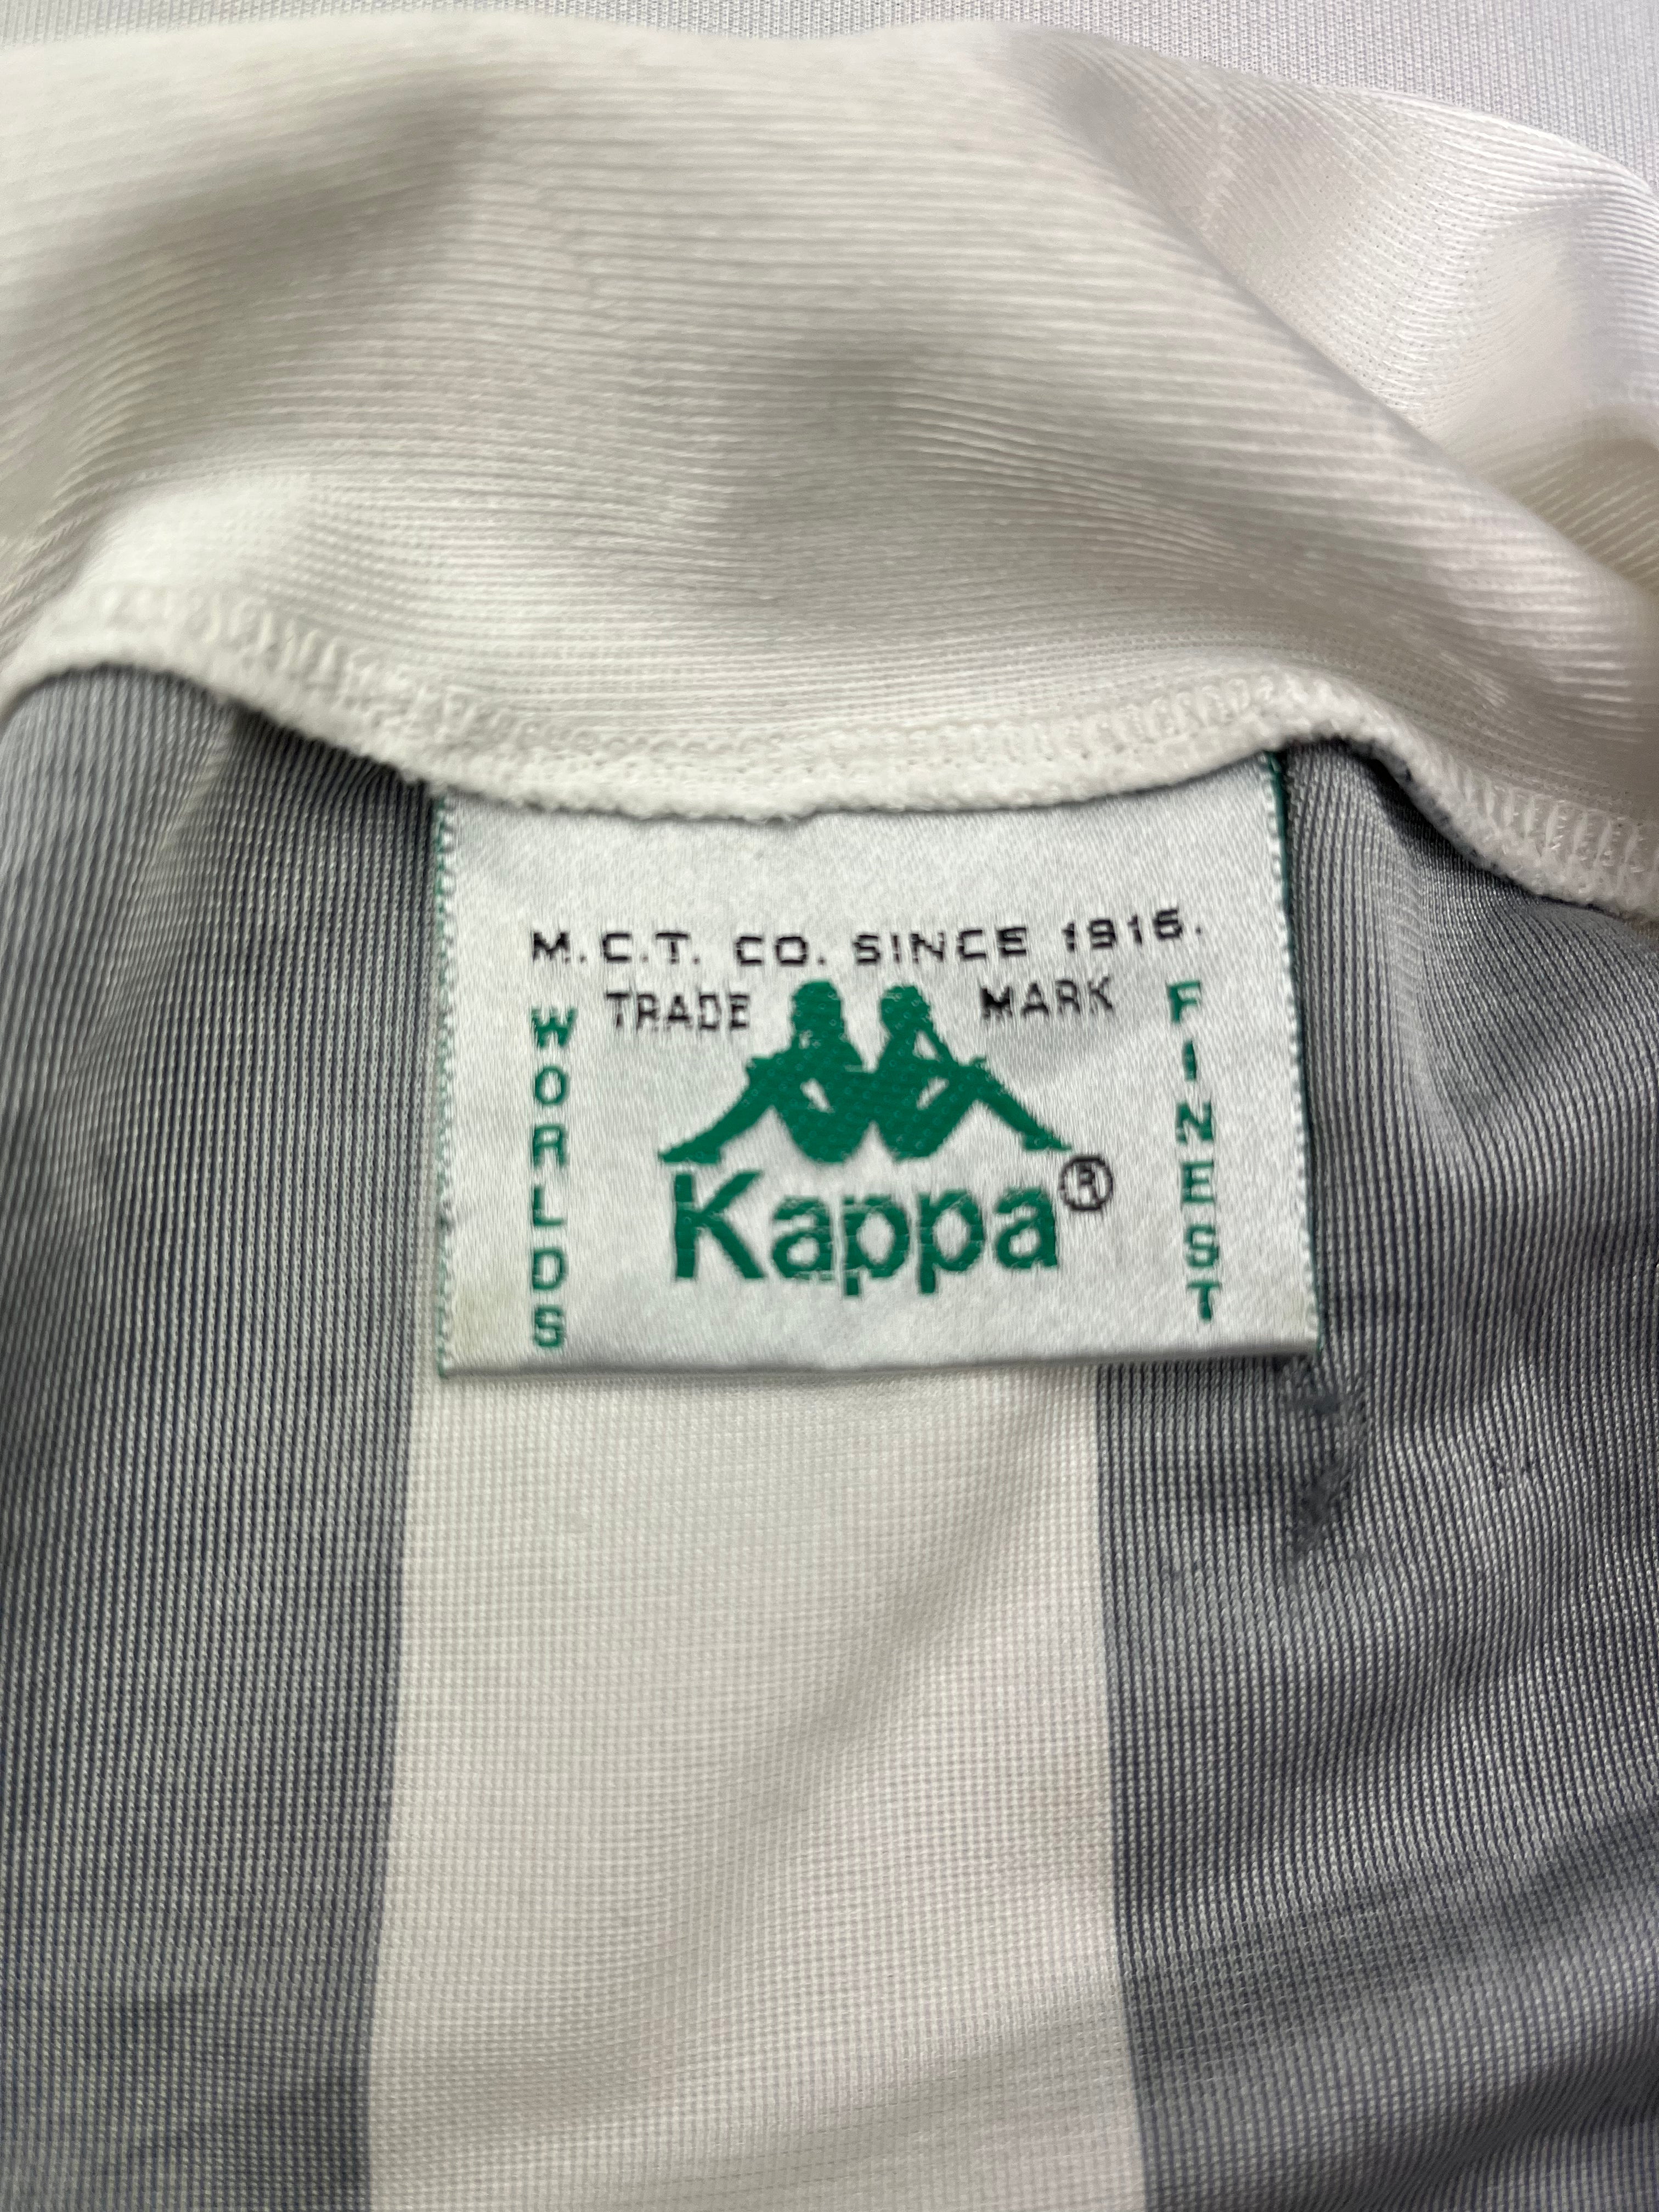 M.C.T. CO. SINCE 1916.
TRADE MARK
WORLDS
FINEST
Kappa®